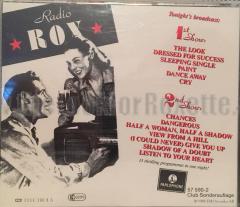 Radio
ROX
Tonight's broadcast:
1st
Show:
THE LOOK
DRESSED FOR SUCCESS
SLEEPING SINGLE
PAINT
DANCE AWAY
CRY
2nd
Show:
CHANCES
DANGEROUS
HALF A WOMAN, HALF A SHADOW
VIEW FROM A HILL
(I COULD NEVER) GIVE YOU UP
SHADOW OF A DOUBT
LISTEN TO YOUR HEART
PARLOPHONE
Club Sonderauflage